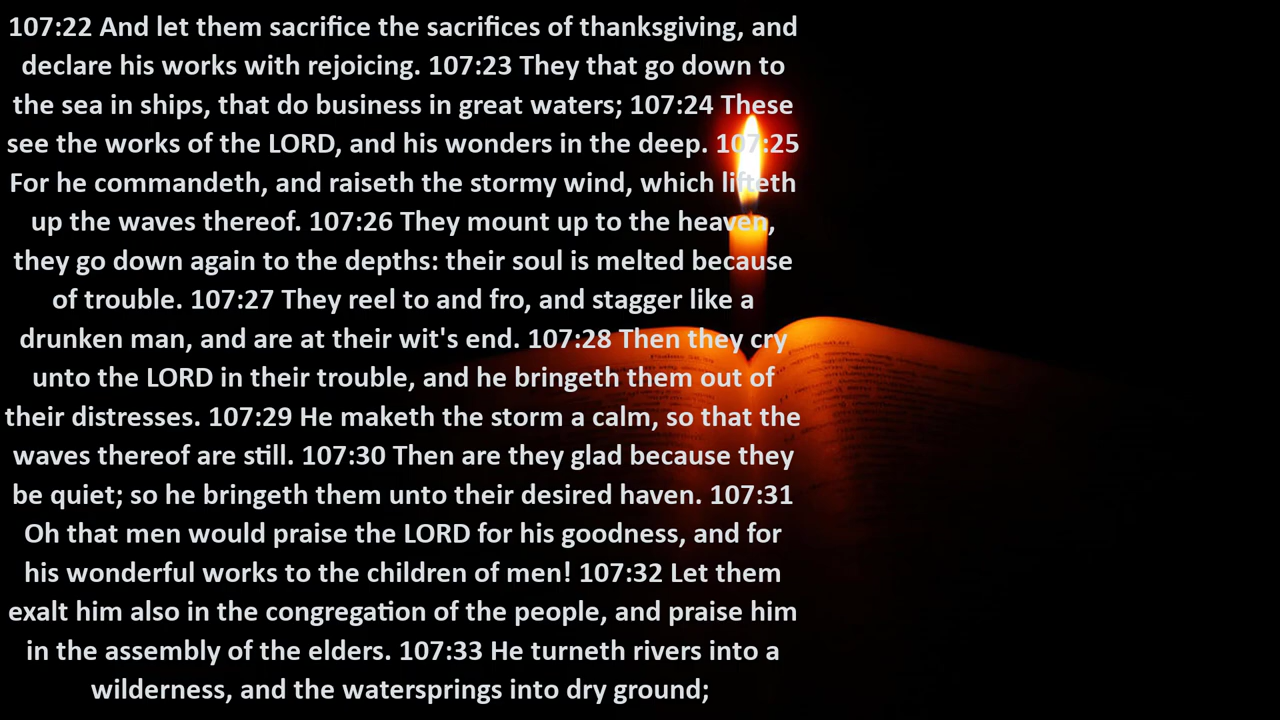 107:22 And let them sacrifice the sacrifices of thanksgiving, and
declare his works with rejoicing. 107:23 They that go down to
the sea in ships, that do business in great waters; 107:24 These
see the works of the LORD, and his wonders in the deep. 107:25
For he commandeth, and raiseth the stormy wind, which lifteth
up the waves thereof. 107:26 They mount up to the heaven,
they go down again to the depths: their soul is melted because
of trouble. 107:27 They reel to and fro, and stagger like a
drunken man, and are at their wit's end. 107:28 Then they cry
unto the LORD in their trouble, and he bringeth them out of
their distresses. 107:29 He maketh the storm a calm, so that the
waves thereof are still. 107:30 Then are they glad because they
be quiet; so he bringeth them unto their desired haven. 107:31
Oh that men would praise the LORD for his goodness, and for
his wonderful works to the children of men! 107:32 Let them
exalt him also in the congregation of the people, and praise him
in the assembly of the elders. 107:33 He turneth rivers into a
wilderness, and the watersprings into dry ground;